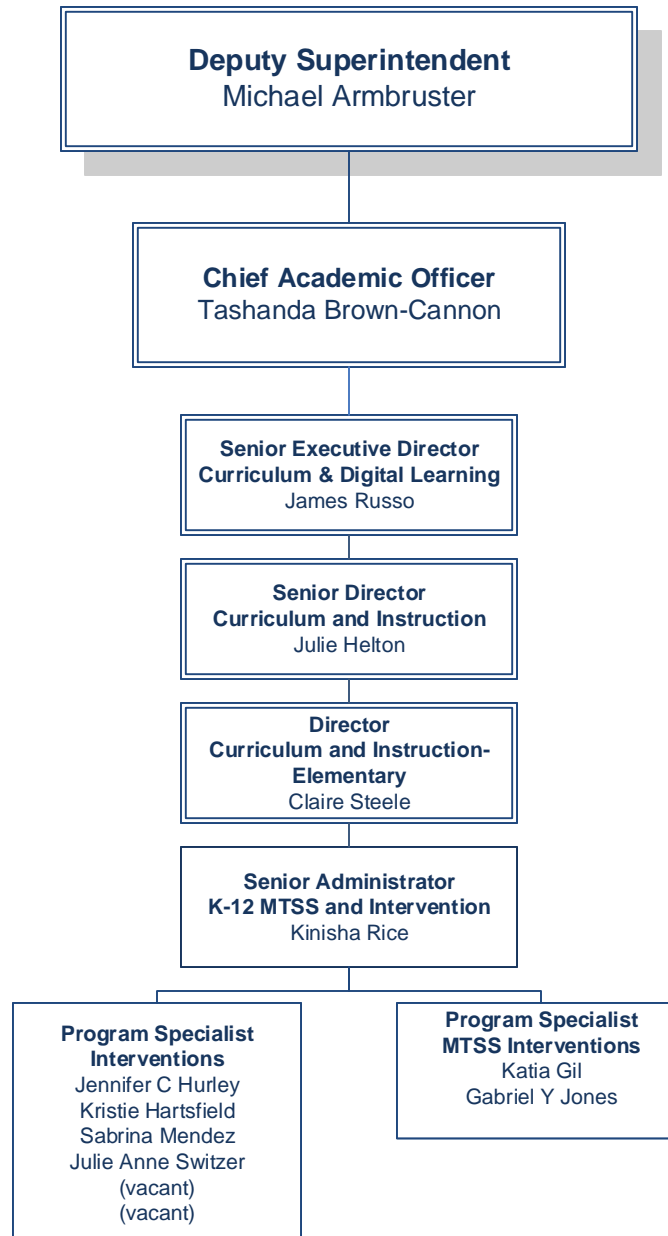 Deputy Superintendent
Michael Armbruster
Chief Academic Officer
Tashanda Brown-Cannon
Senior Executive Director
Curriculum & Digital Learning
James Russo
Senior Director
Curriculum and Instruction
Julie Helton
Director
Curriculum and Instruction-
Elementary
Claire Steele
Senior Administrator
K-12 MTSS and Intervention
Kinisha Rice
Program Specialist
Interventions
Jennifer C Hurley
Kristie Hartsfield
Sabrina Mendez
Julie Anne Switzer
(vacant)
(vacant)
Program Specialist
MTSS Interventions
Katia Gil
Gabriel Y Jones